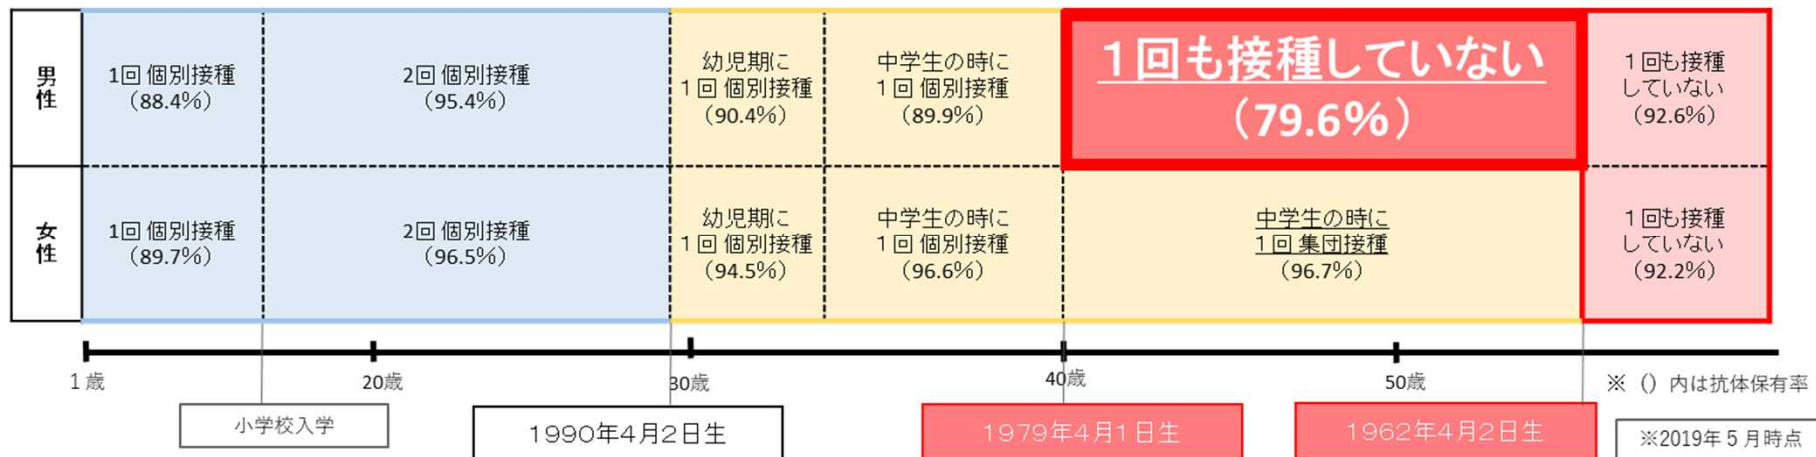 男性
1回 個別接種
（88.4％）
2回 個別接種
（95.4％）
幼児期に
1回 個別接種
（90.4％）
中学生の時に
1回 個別接種
（89.9％）
1回も接種していない
（79.6％）
1回も接種
していない
（92.6％）
女性
1回 個別接種
（89.7％）
2回 個別接種
（96.5％）
幼児期に
1回 個別接種
（94.5％）
中学生の時に
1回 個別接種
（96.6％）
中学生の時に
1回 集団接種
（96.7％）
1回も接種
していない
（92.2％）
1歳
20歳
30歳
40歳
50歳
※（）内は抗体保有率
小学校入学
1990年4月2日生
1979年4月1日生
1962年4月2日生
※2019年5月時点